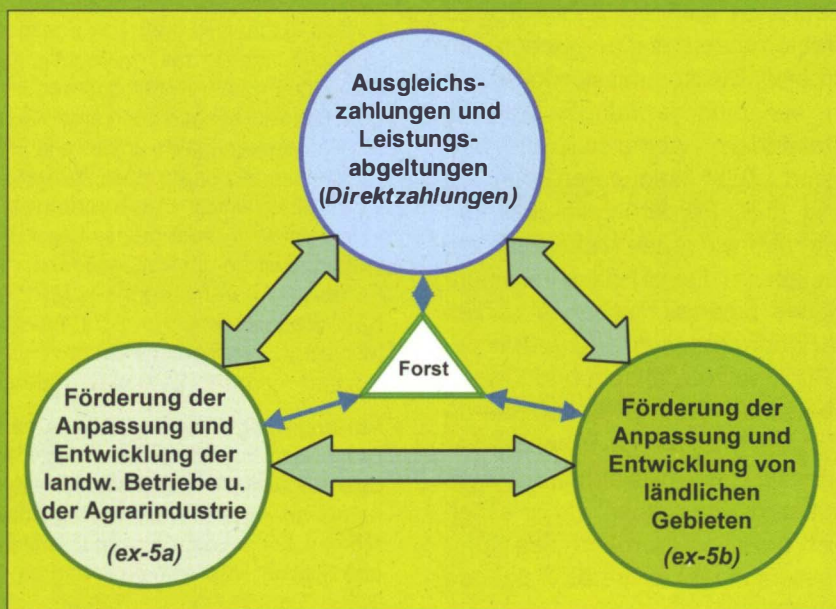 Ausgleichs-
zahlungen und
Leistungs-
abgeltungen
(Direktzahlungen)
Forst
Förderung der
Anpassung und
Entwicklung der
landw. Betriebe u.
der Agrarindustrie
(ex-5a)
Förderung der
Anpassung und
Entwicklung von
ländlichen
Gebieten
(ex-5b)